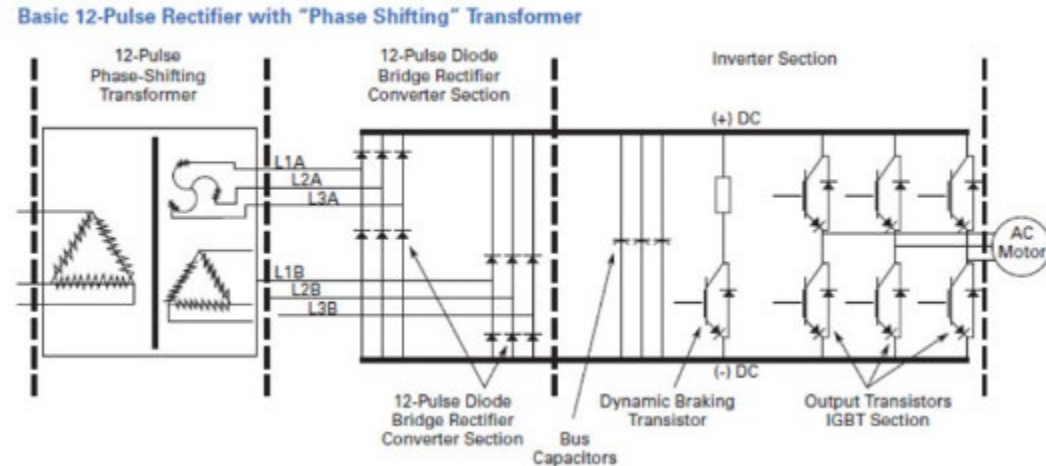 Basic 12-Pulse Rectifier with "Phase Shifting" Transformer
12-Pulse
Phase-Shifting
Transformer
12-Pulse Diode
Bridge Rectifier
Converter Section
Inverter Section
(+) DC
L1A
L2A
L3A
AC
Motor
L1B
L2B
L3B
(-) DC
12-Pulse Diode
Bridge Rectifier
Converter Section
Bus
Capacitors
Dynamic Braking
Transistor
Output Transistors
IGBT Section